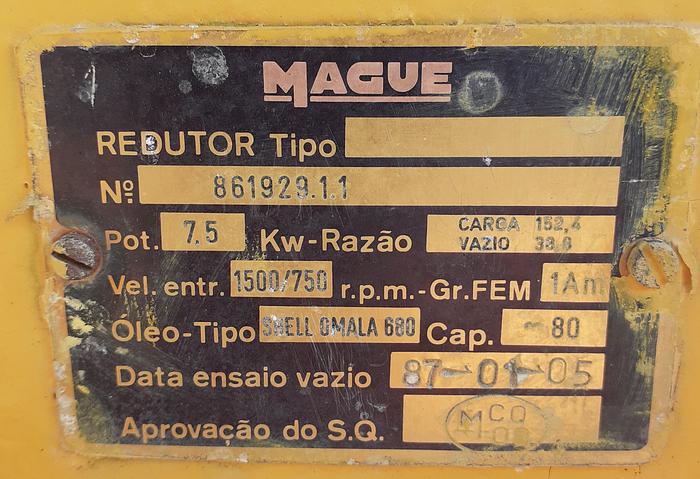 MAGUE
REDUTOR Tipo
Nº 861929.1.1
Pot. 7,5 Kw-Razão CARGA 152,4
VAZIO 38,6
Vel. entr. 1500/750 r.p.m.-Gr.FEM 1Am
Óleo-Tipo SHELL OMALA 680 Cap. ~80
Data ensaio vazio 87-01-05
Aprovação do S.Q. M CQ